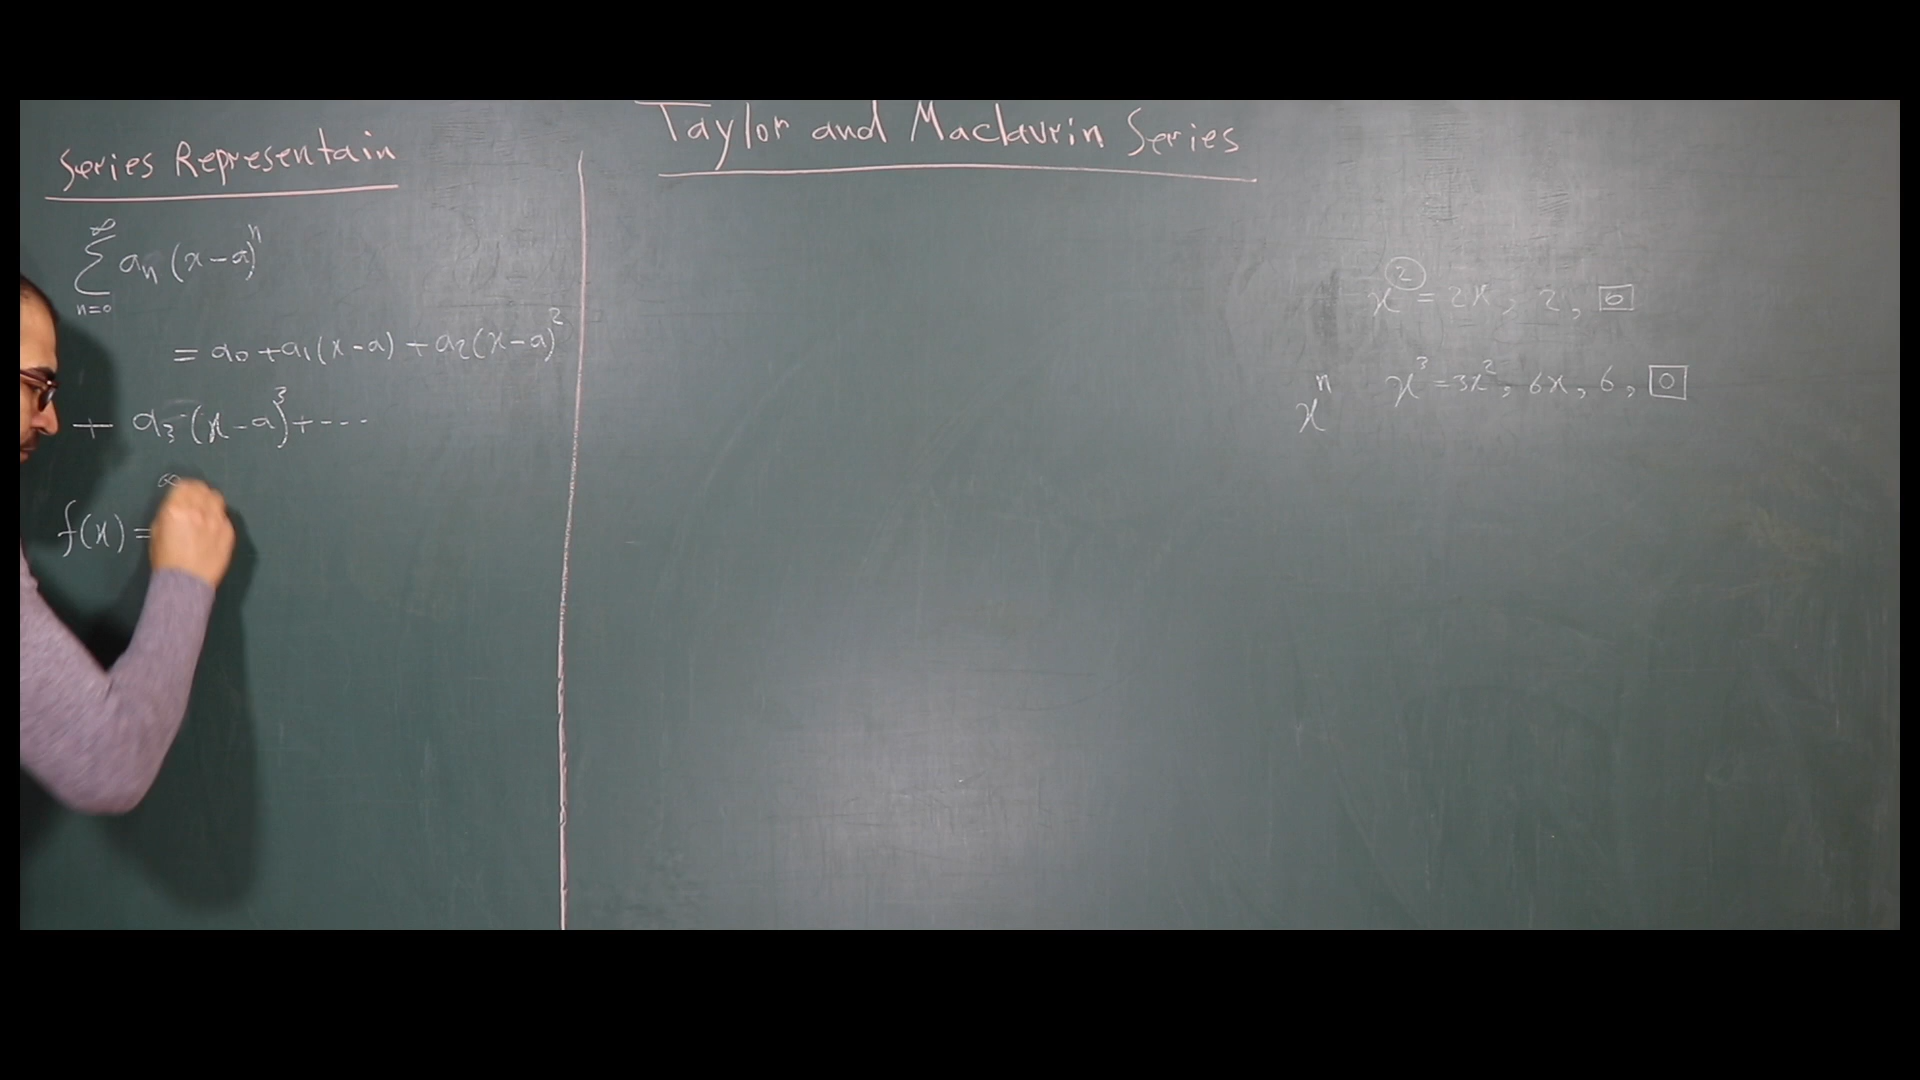 Taylor and Maclaurin Series
Series Representain
∞
∑ aₙ (x-a)ⁿ
n=0
= a₀ + a₁(x-a) + a₂(x-a)²
+ a₃ (x-a)³ + ---
∞
f(x) =
x² = 2x, 2, 0
xⁿ x³ = 3x², 6x, 6, 0